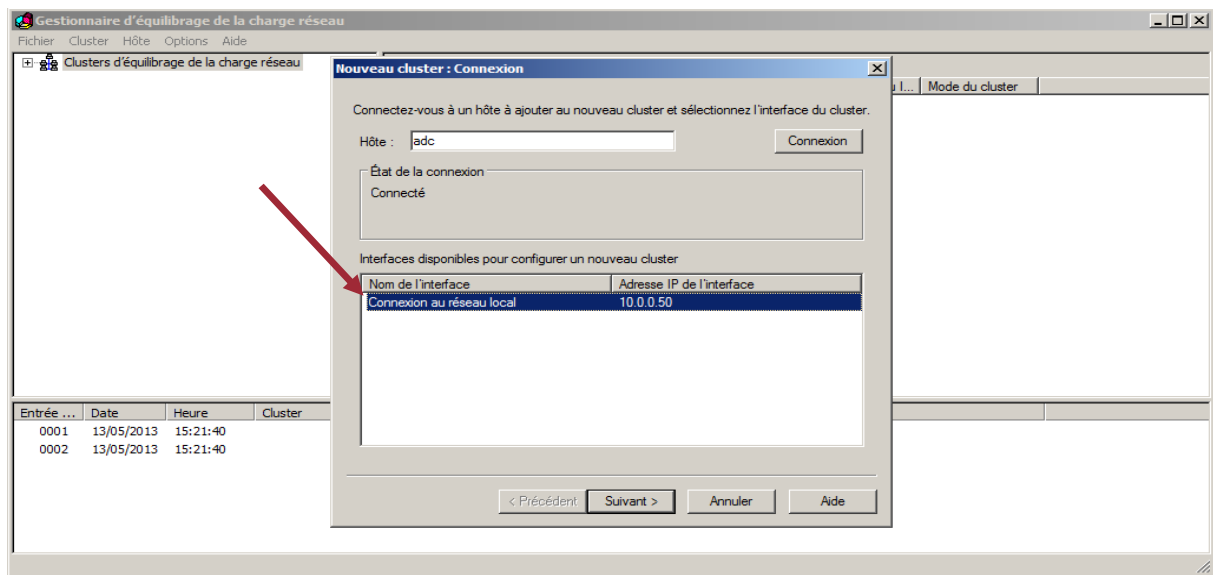 Gestionnaire d'équilibrage de la charge réseau
Fichier Cluster Hôte Options Aide
Clusters d'équilibrage de la charge réseau
Mode du cluster
Nouveau cluster : Connexion
Connectez-vous à un hôte à ajouter au nouveau cluster et sélectionnez l'interface du cluster.
Hôte : adc Connexion
État de la connexion
Connecté
Interfaces disponibles pour configurer un nouveau cluster
Nom de l'interface Adresse IP de l'interface
Connexion au réseau local 10.0.0.50
< Précédent Suivant > Annuler Aide
Entrée ... Date Heure Cluster
0001 13/05/2013 15:21:40
0002 13/05/2013 15:21:40